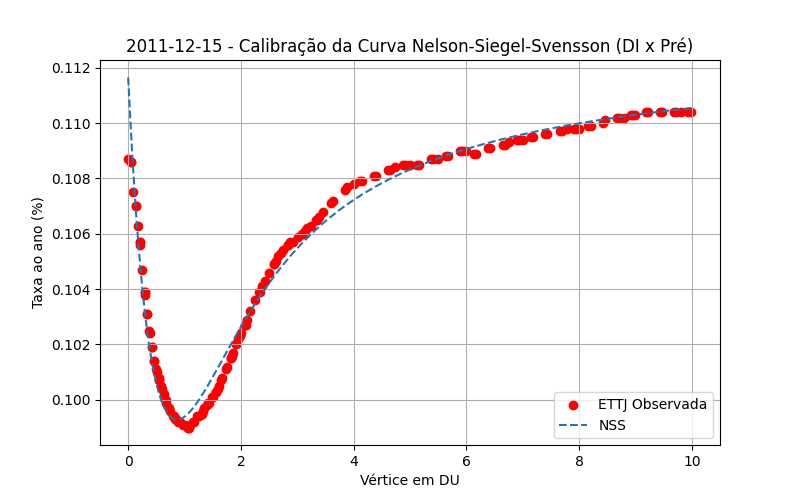 2011-12-15 - Calibração da Curva Nelson-Siegel-Svensson (DI x Pré)
0.112
0.110
0.108
0.106
0.104
0.102
0.100
Taxa ao ano (%)
ETTJ Observada
NSS
0 2 4 6 8 10
Vértice em DU